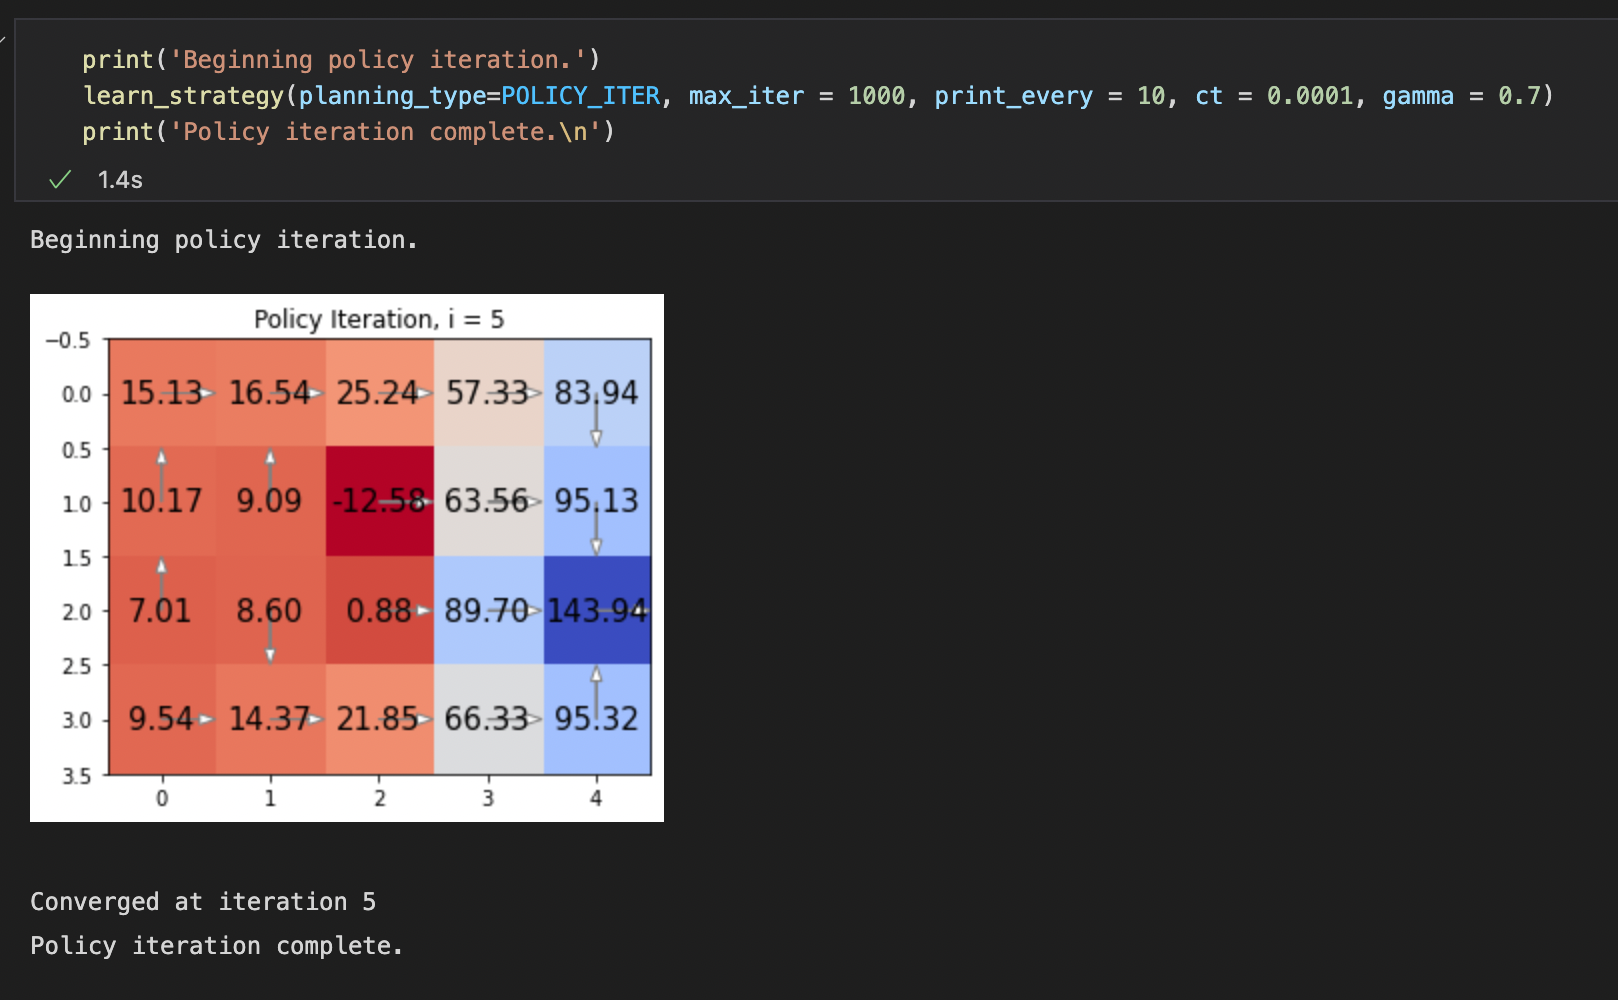 print('Beginning policy iteration.')
learn_strategy(planning_type=POLICY_ITER, max_iter = 1000, print_every = 10, ct = 0.0001, gamma = 0.7)
print('Policy iteration complete.\n')
1.4s
Beginning policy iteration.
Policy Iteration, i = 5
−0.5
0.0 15.13 16.54 25.24 57.33 83.94
0.5
1.0 10.17 9.09 -12.58 63.56 95.13
1.5
2.0 7.01 8.60 0.88 89.70 143.94
2.5
3.0 9.54 14.37 21.85 66.33 95.32
3.5
0 1 2 3 4
Converged at iteration 5
Policy iteration complete.